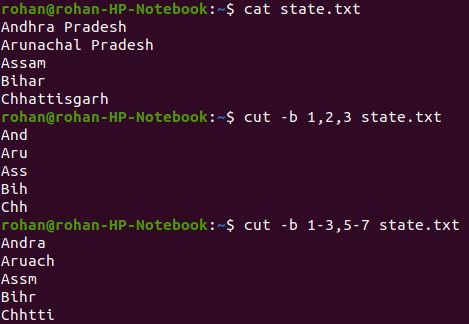 rohan@rohan-HP-Notebook:~$ cat state.txt
Andhra Pradesh
Arunachal Pradesh
Assam
Bihar
Chhattisgarh
rohan@rohan-HP-Notebook:~$ cut -b 1,2,3 state.txt
And
Aru
Ass
Bih
Chh
rohan@rohan-HP-Notebook:~$ cut -b 1-3,5-7 state.txt
Andra
Aruach
Assm
Bihr
Chhtti